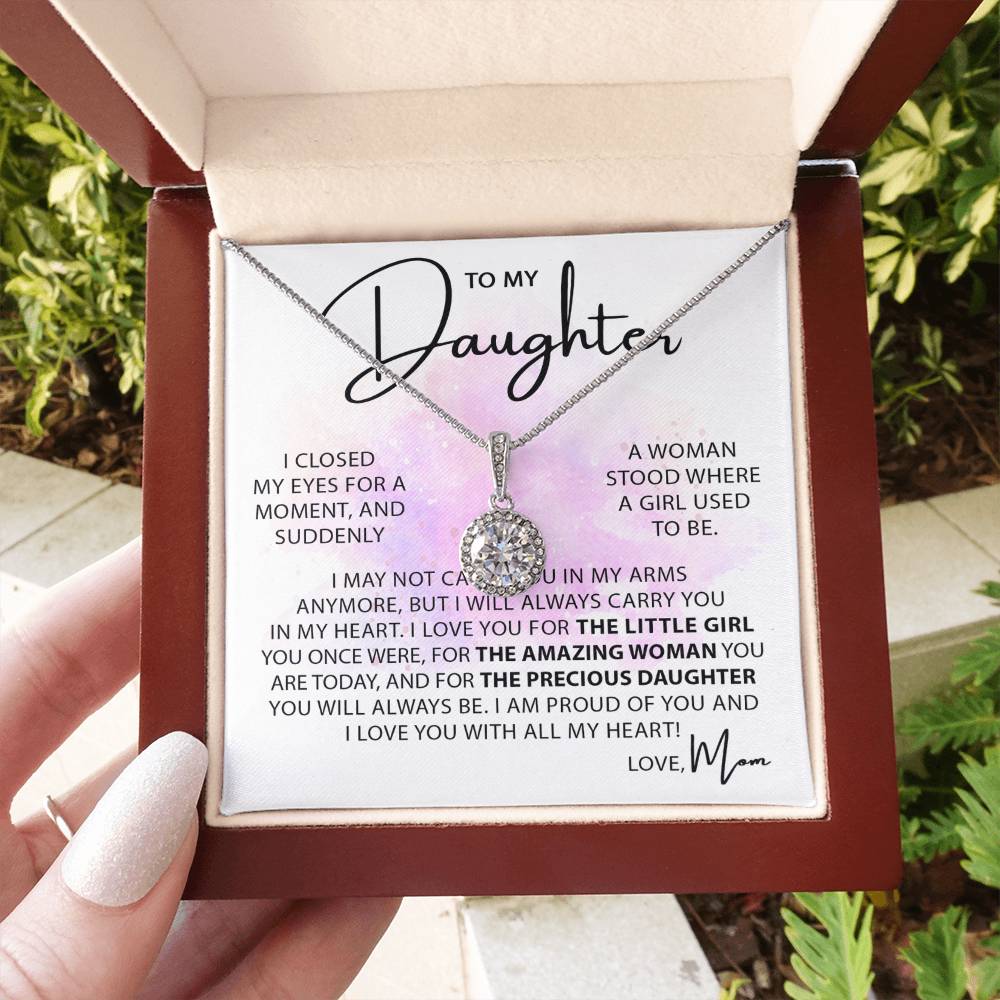 TO MY
Daughter
I CLOSED
MY EYES FOR A
MOMENT, AND
SUDDENLY
A WOMAN
STOOD WHERE
A GIRL USED
TO BE.
I MAY NOT YOU IN MY ARMS
ANYMORE, BUT I WILL ALWAYS CARRY YOU
IN MY HEART. I LOVE YOU FOR THE LITTLE GIRL
YOU ONCE WERE, FOR THE AMAZING WOMAN YOU
ARE TODAY, AND FOR THE PRECIOUS DAUGHTER
YOU WILL ALWAYS BE. I AM PROUD OF YOU AND
I LOVE YOU WITH ALL MY HEART!
LOVE, Mom